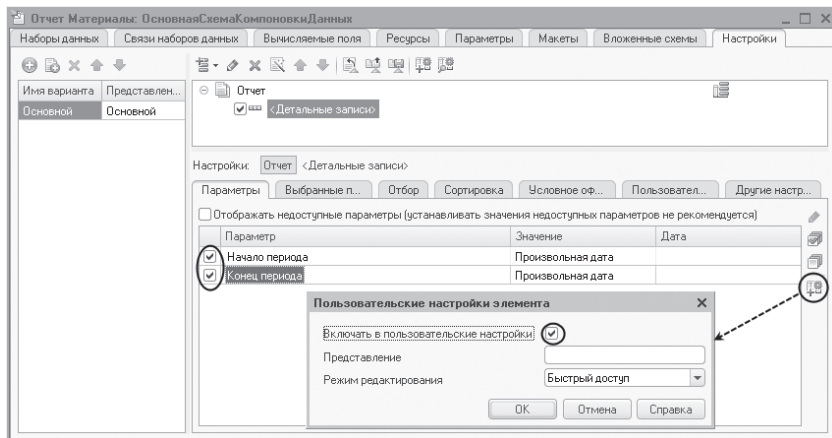 Отчет Материалы: ОсновнаяСхемаКомпоновкиДанных
Наборы данных Связи наборов данных Вычисляемые поля Ресурсы Параметры Макеты Вложенные схемы Настройки
Имя варианта Представлен...
Основной Основной
Отчет
<Детальные записи>
Настройки: Отчет <Детальные записи>
Параметры Выбранные п... Отбор Сортировка Условное оф... Пользовател... Другие настр...
Отображать недоступные параметры (устанавливать значения недоступных параметров не рекомендуется)
Параметр Значение Дата
Начало периода Произвольная дата
Конец периода Произвольная дата
Пользовательские настройки элемента
Включать в пользовательские настройки
Представление
Режим редактирования Быстрый доступ
ОК Отмена Справка